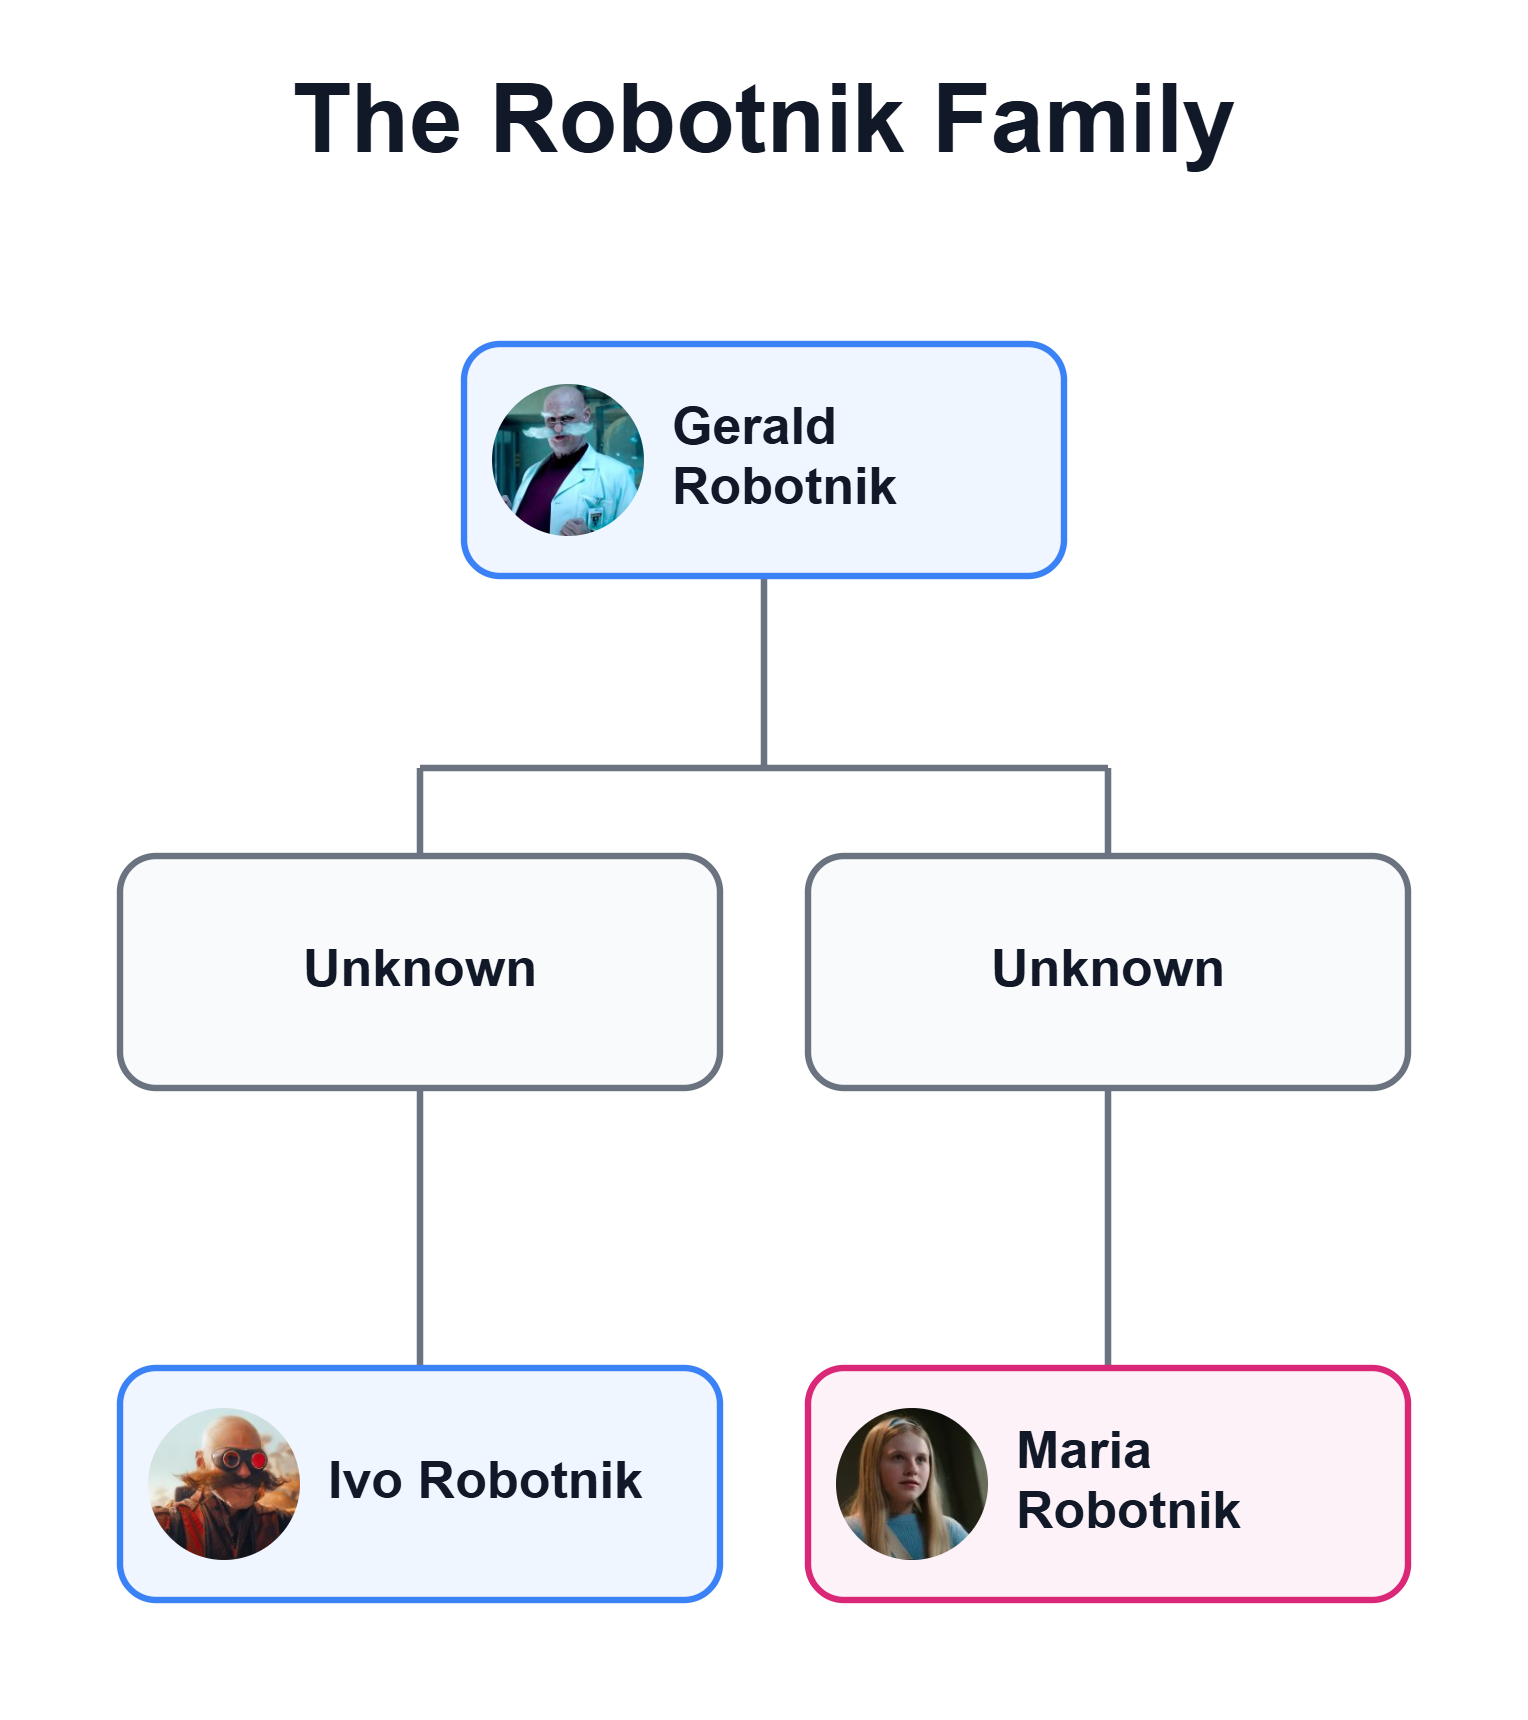 The Robotnik Family
Gerald
Robotnik
Unknown
Unknown
Ivo Robotnik
Maria
Robotnik